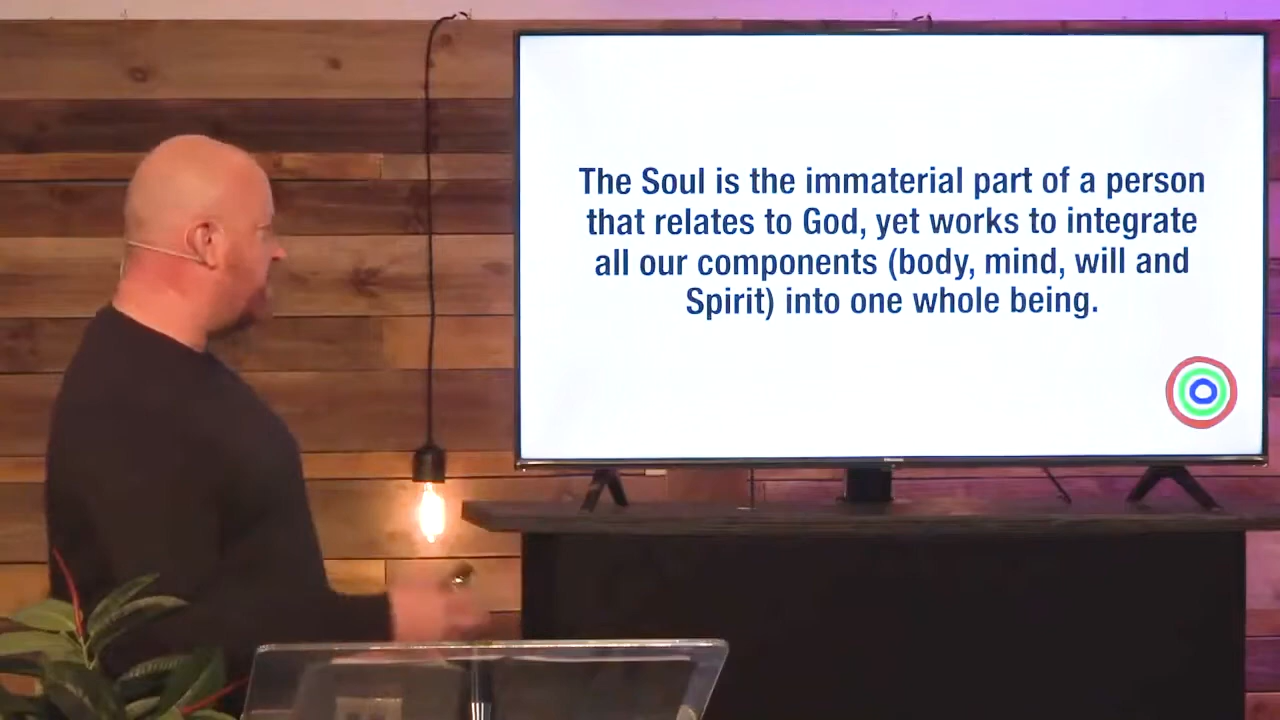 The Soul is the immaterial part of a person
that relates to God, yet works to integrate
all our components (body, mind, will and
Spirit) into one whole being.